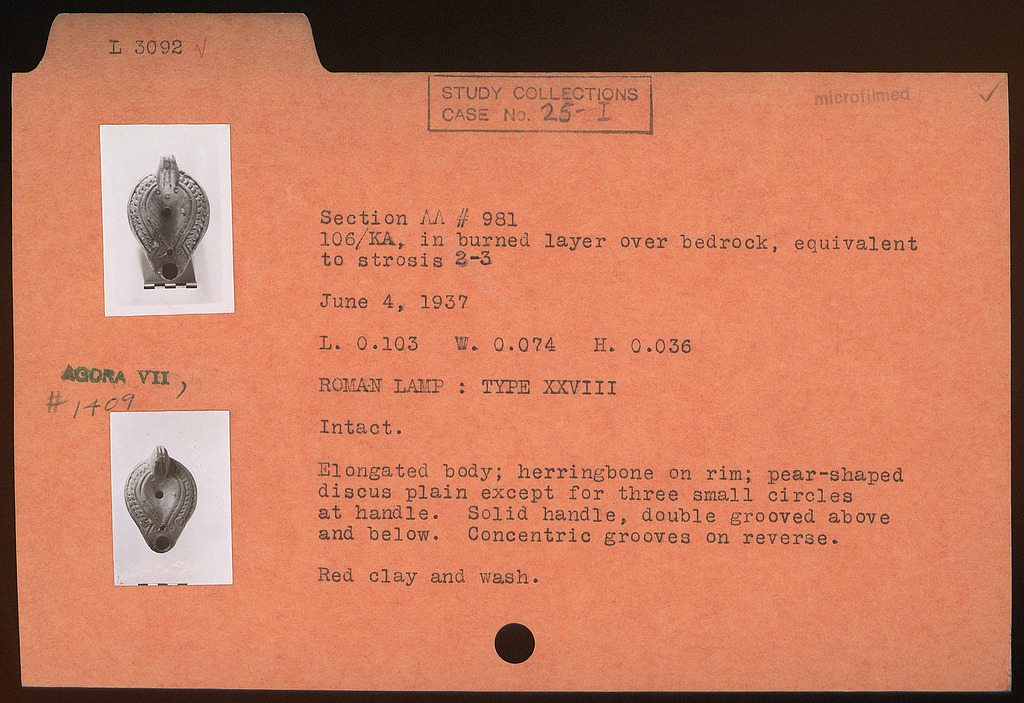 L 3092 √
STUDY COLLECTIONS
CASE No. 25-I
microfilmed ✓
Section ΛΛ # 981
106/KA, in burned layer over bedrock, equivalent
to strosis 2-3
June 4, 1937
L. 0.103 W. 0.074 H. 0.036
AGORA VII,
#1409
ROMAN LAMP : TYPE XXVIII
Intact.
Elongated body; herringbone on rim; pear-shaped
discus plain except for three small circles
at handle. Solid handle, double grooved above
and below. Concentric grooves on reverse.
Red clay and wash.